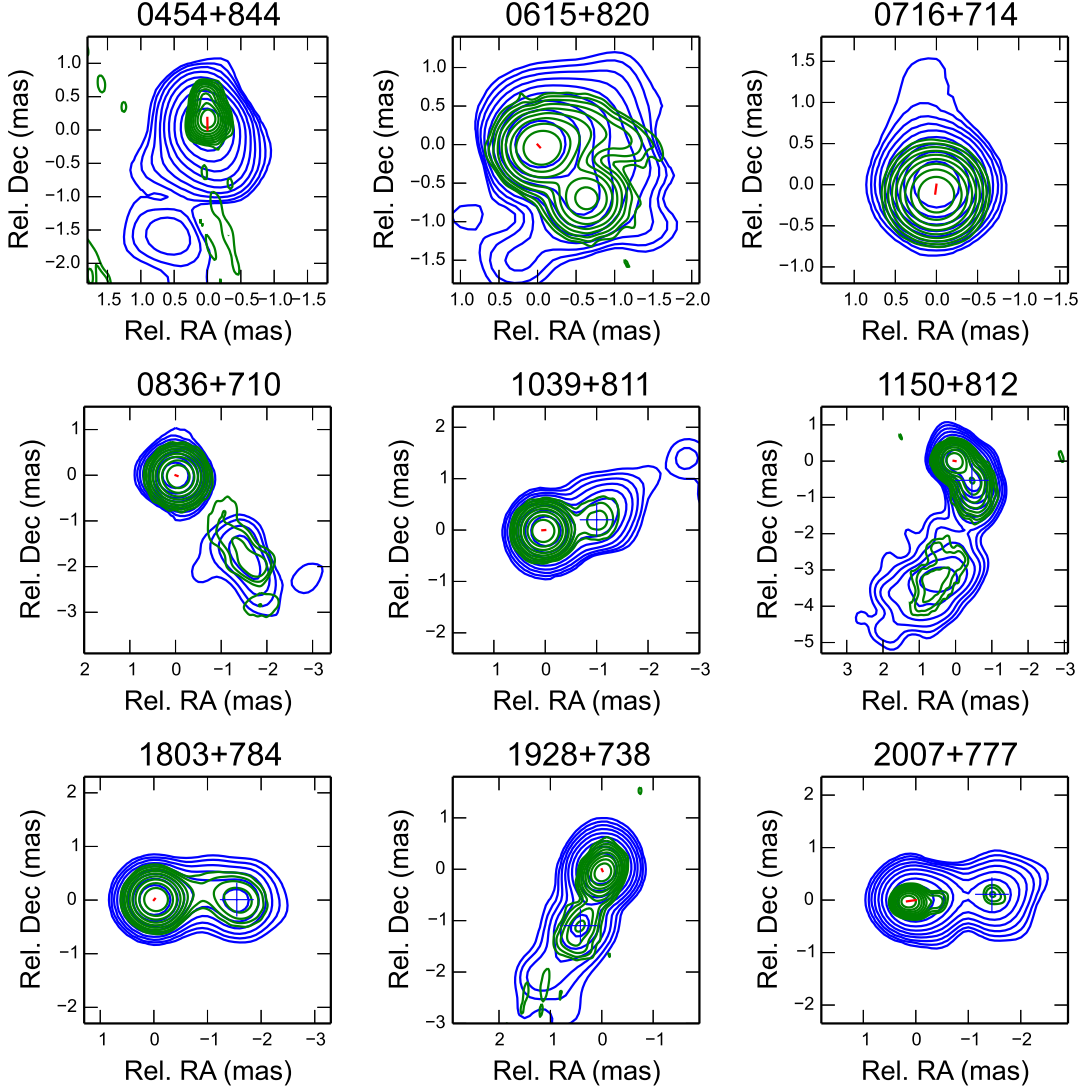 0454+844 0615+820 0716+714
Rel. Dec (mas) 1.0 0.5 0.0 −0.5 −1.0 −1.5 −2.0
1.5 1.0 0.5 0.0 −0.5 −1.0 −1.5
Rel. RA (mas)
Rel. Dec (mas) 1.0 0.5 0.0 −0.5 −1.0 −1.5
1.0 0.5 0.0 −0.5 −1.0 −1.5 −2.0
Rel. RA (mas)
Rel. Dec (mas) 1.5 1.0 0.5 0.0 −0.5 −1.0
1.0 0.5 0.0 −0.5 −1.0 −1.5
Rel. RA (mas)
0836+710 1039+811 1150+812
Rel. Dec (mas) 1 0 −1 −2 −3
2 1 0 −1 −2 −3
Rel. RA (mas)
Rel. Dec (mas) 2 1 0 −1 −2
1 0 −1 −2 −3
Rel. RA (mas)
Rel. Dec (mas) 1 0 −1 −2 −3 −4 −5
3 2 1 0 −1 −2 −3
Rel. RA (mas)
1803+784 1928+738 2007+777
Rel. Dec (mas) 2 1 0 −1 −2
1 0 −1 −2 −3
Rel. RA (mas)
Rel. Dec (mas) 1 0 −1 −2 −3
2 1 0 −1
Rel. RA (mas)
Rel. Dec (mas) 2 1 0 −1 −2
1 0 −1 −2
Rel. RA (mas)